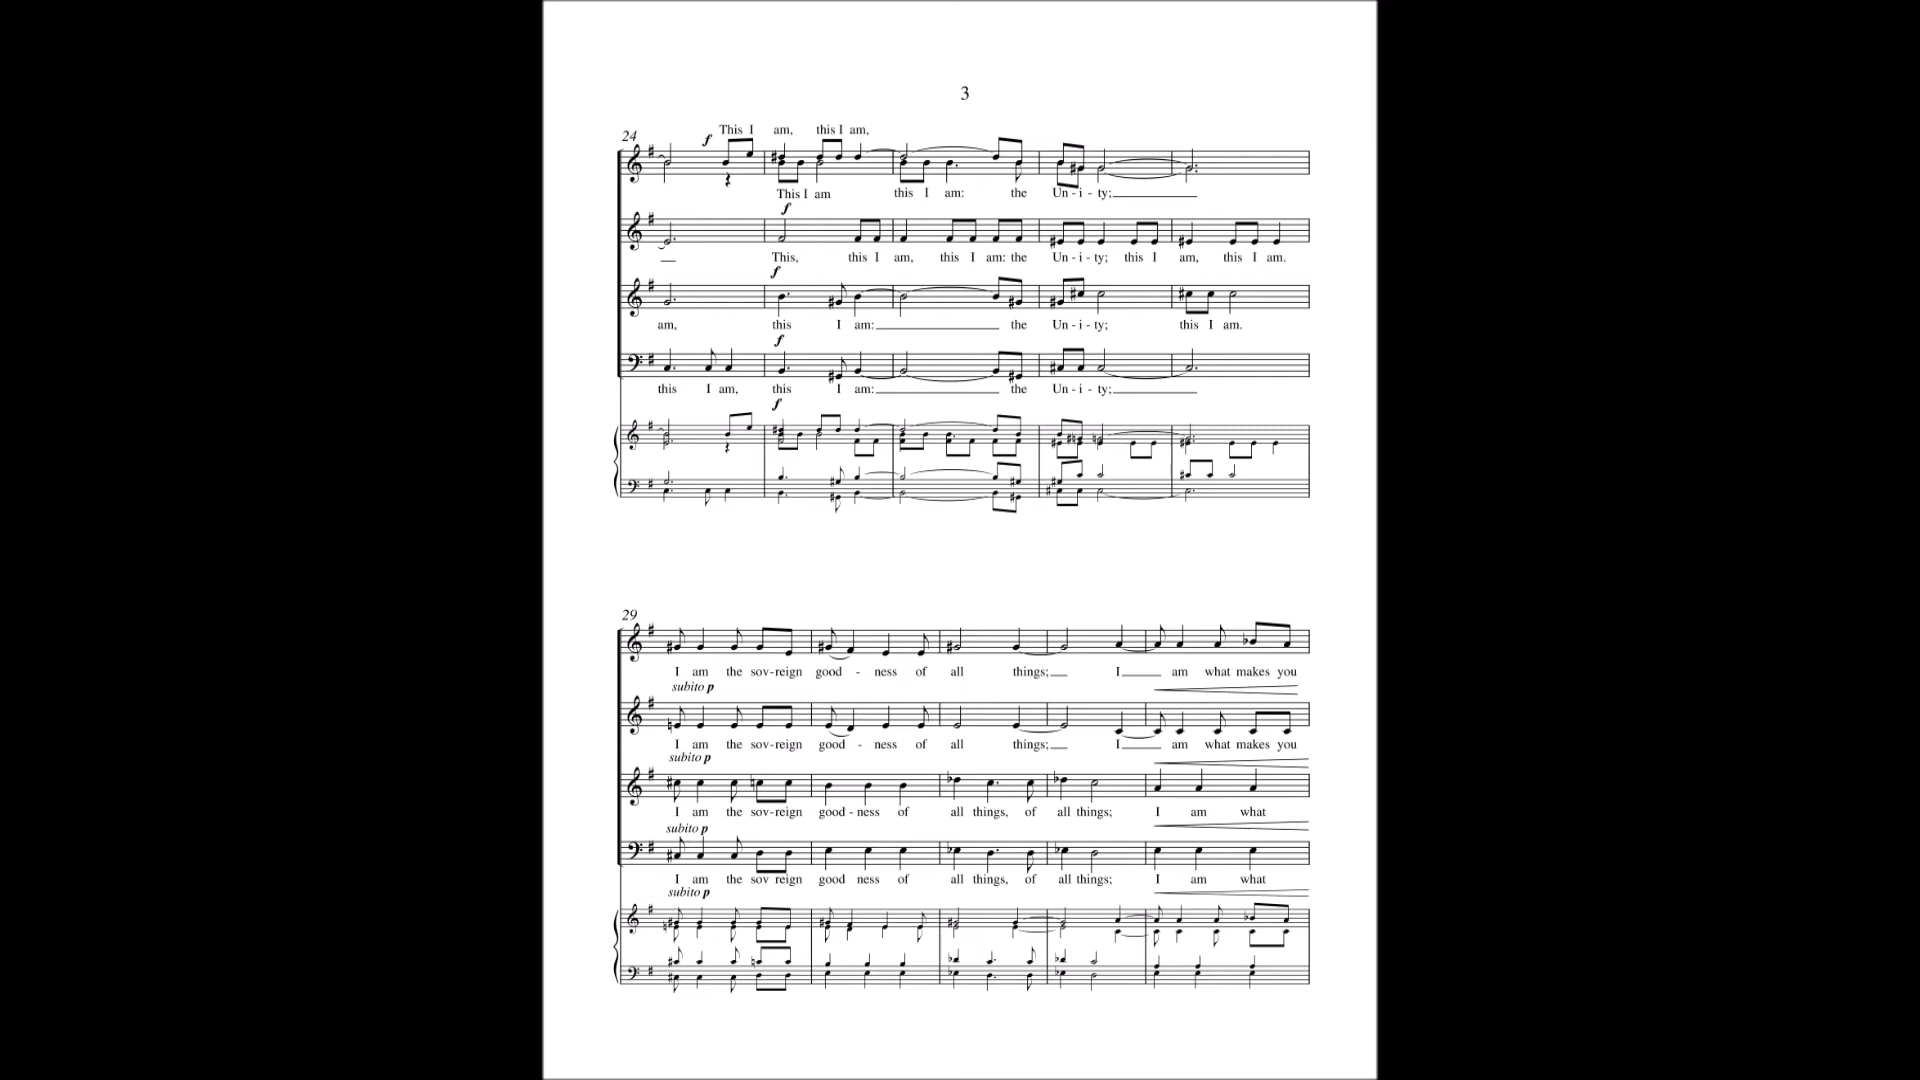 3
24
f
This I am, this I am,
This I am this I am: the Un - i - ty;
f
This, this I am, this I am: the Un - i - ty; this I am, this I am.
f
am, this I am: the Un - i - ty; this I am.
f
this I am, this I am: the Un - i - ty;
f
29
I am the sov-reign good - ness of all things; I am what makes you
subito p
I am the sov-reign good - ness of all things; I am what makes you
subito p
I am the sov-reign good - ness of all things, of all things; I am what
subito p
I am the sov reign good ness of all things, of all things; I am what
subito p